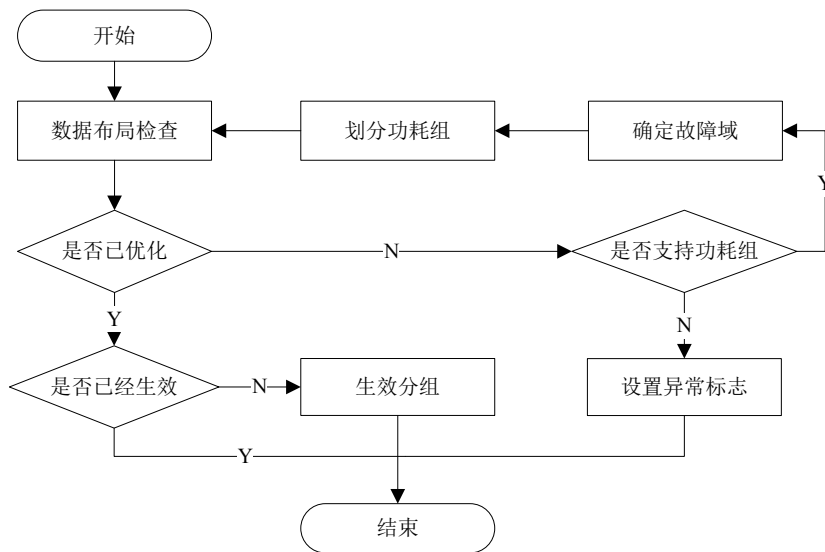 开始
数据布局检查
划分功耗组
确定故障域
Y
是否已优化
N
是否支持功耗组
Y
N
是否已经生效
N
生效分组
设置异常标志
Y
结束